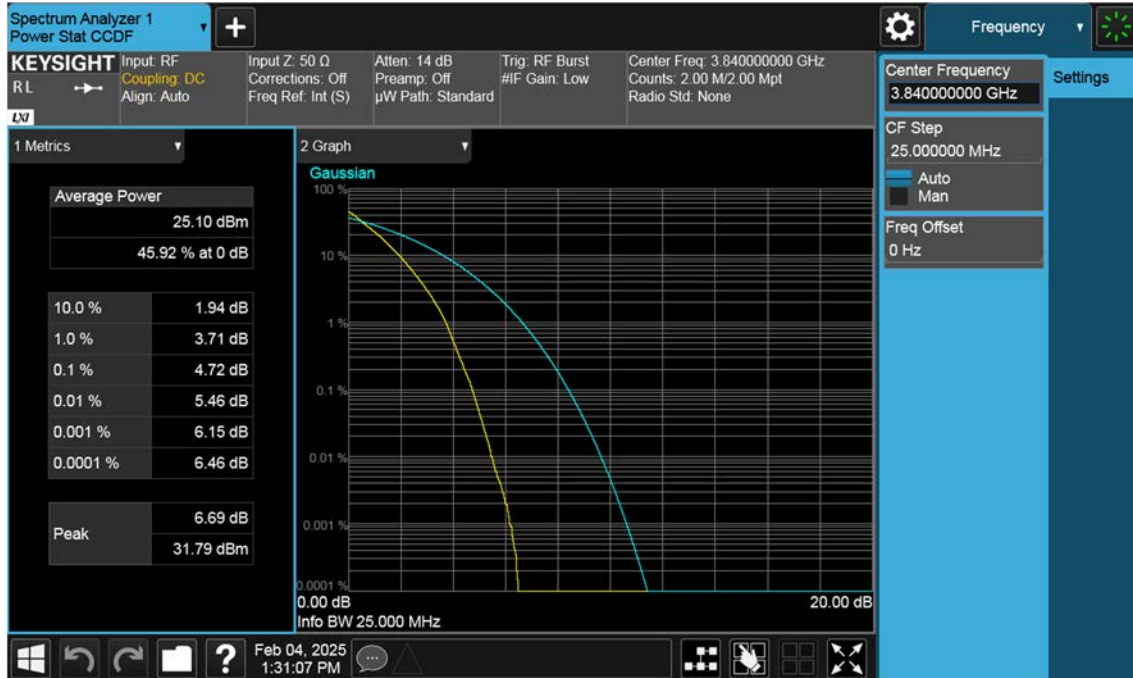 Spectrum Analyzer 1
Power Stat CCDF
Frequency
KEYSIGHT
R L
LXI
Input: RF
Coupling: DC
Align: Auto
Input Z: 50 Ω
Corrections: Off
Freq Ref: Int (S)
Atten: 14 dB
Preamp: Off
µW Path: Standard
Trig: RF Burst
#IF Gain: Low
Center Freq: 3.840000000 GHz
Counts: 2.00 M/2.00 Mpt
Radio Std: None
Center Frequency
3.840000000 GHz
Settings
CF Step
25.000000 MHz
Auto
Man
Freq Offset
0 Hz
1 Metrics
Average Power
25.10 dBm
45.92 % at 0 dB
10.0 % 1.94 dB
1.0 % 3.71 dB
0.1 % 4.72 dB
0.01 % 5.46 dB
0.001 % 6.15 dB
0.0001 % 6.46 dB
Peak
6.69 dB
31.79 dBm
2 Graph
Gaussian
100 %
10 %
1 %
0.1 %
0.01 %
0.001 %
0.0001 %
0.00 dB 20.00 dB
Info BW 25.000 MHz
?
Feb 04, 2025
1:31:07 PM